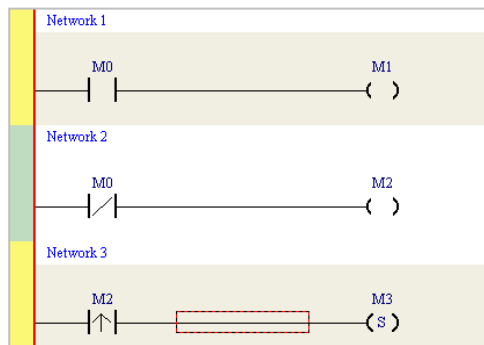 Network 1
M0 M1
( )
Network 2
M0 M2
( )
Network 3
M2 M3
( S )